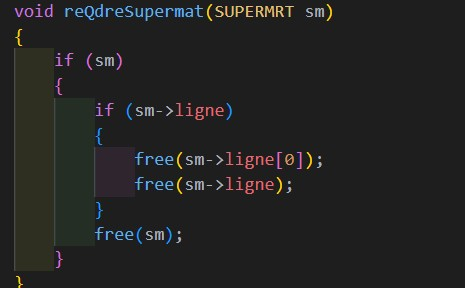 void reQdreSupermat(SUPERMRT sm)
{
if (sm)
{
if (sm->ligne)
{
free(sm->ligne[0]);
free(sm->ligne);
}
free(sm);
}
}